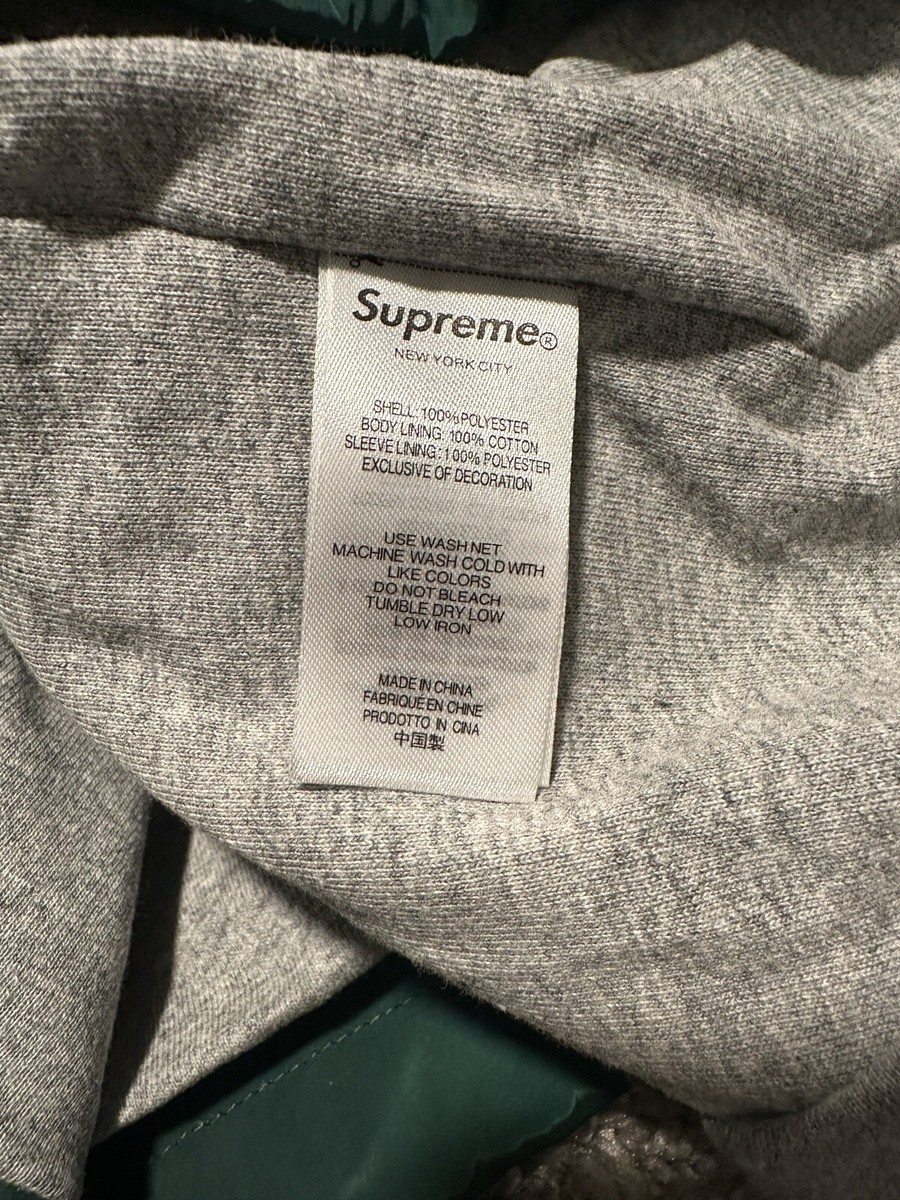 Supreme®
NEW YORK CITY
SHELL: 100% POLYESTER
BODY LINING: 100% COTTON
SLEEVE LINING: 100% POLYESTER
EXCLUSIVE OF DECORATION
USE WASH NET
MACHINE WASH COLD WITH
LIKE COLORS
DO NOT BLEACH
TUMBLE DRY LOW
LOW IRON
MADE IN CHINA
FABRIQUE EN CHINE
PRODOTTO IN CINA
中国製